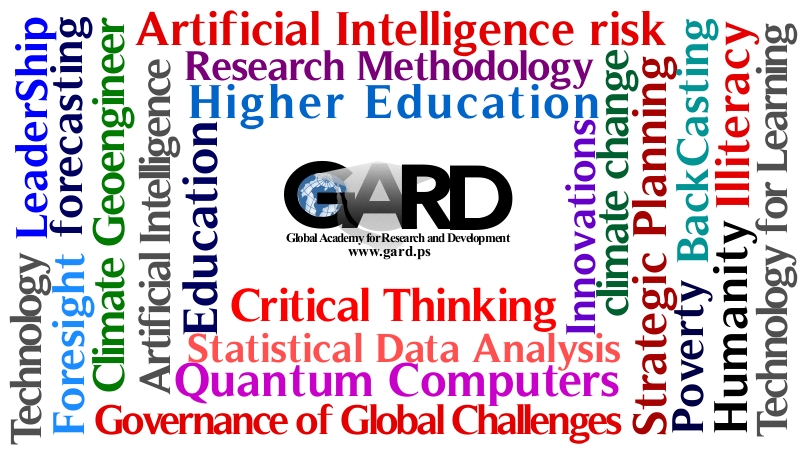 Artificial Intelligence risk
Research Methodology
Higher Education
LeaderShip
forecasting
Climate Geoengineer
Artificial Intelligence
Education
Technology
Foresight
GARD
Global Academy for Research and Development
www.gard.ps
Innovations
climate change
Strategic Planning
BackCasting
Poverty
Illiteracy
Humanity
Technology for Learning
Critical Thinking
Statistical Data Analysis
Quantum Computers
Governance of Global Challenges